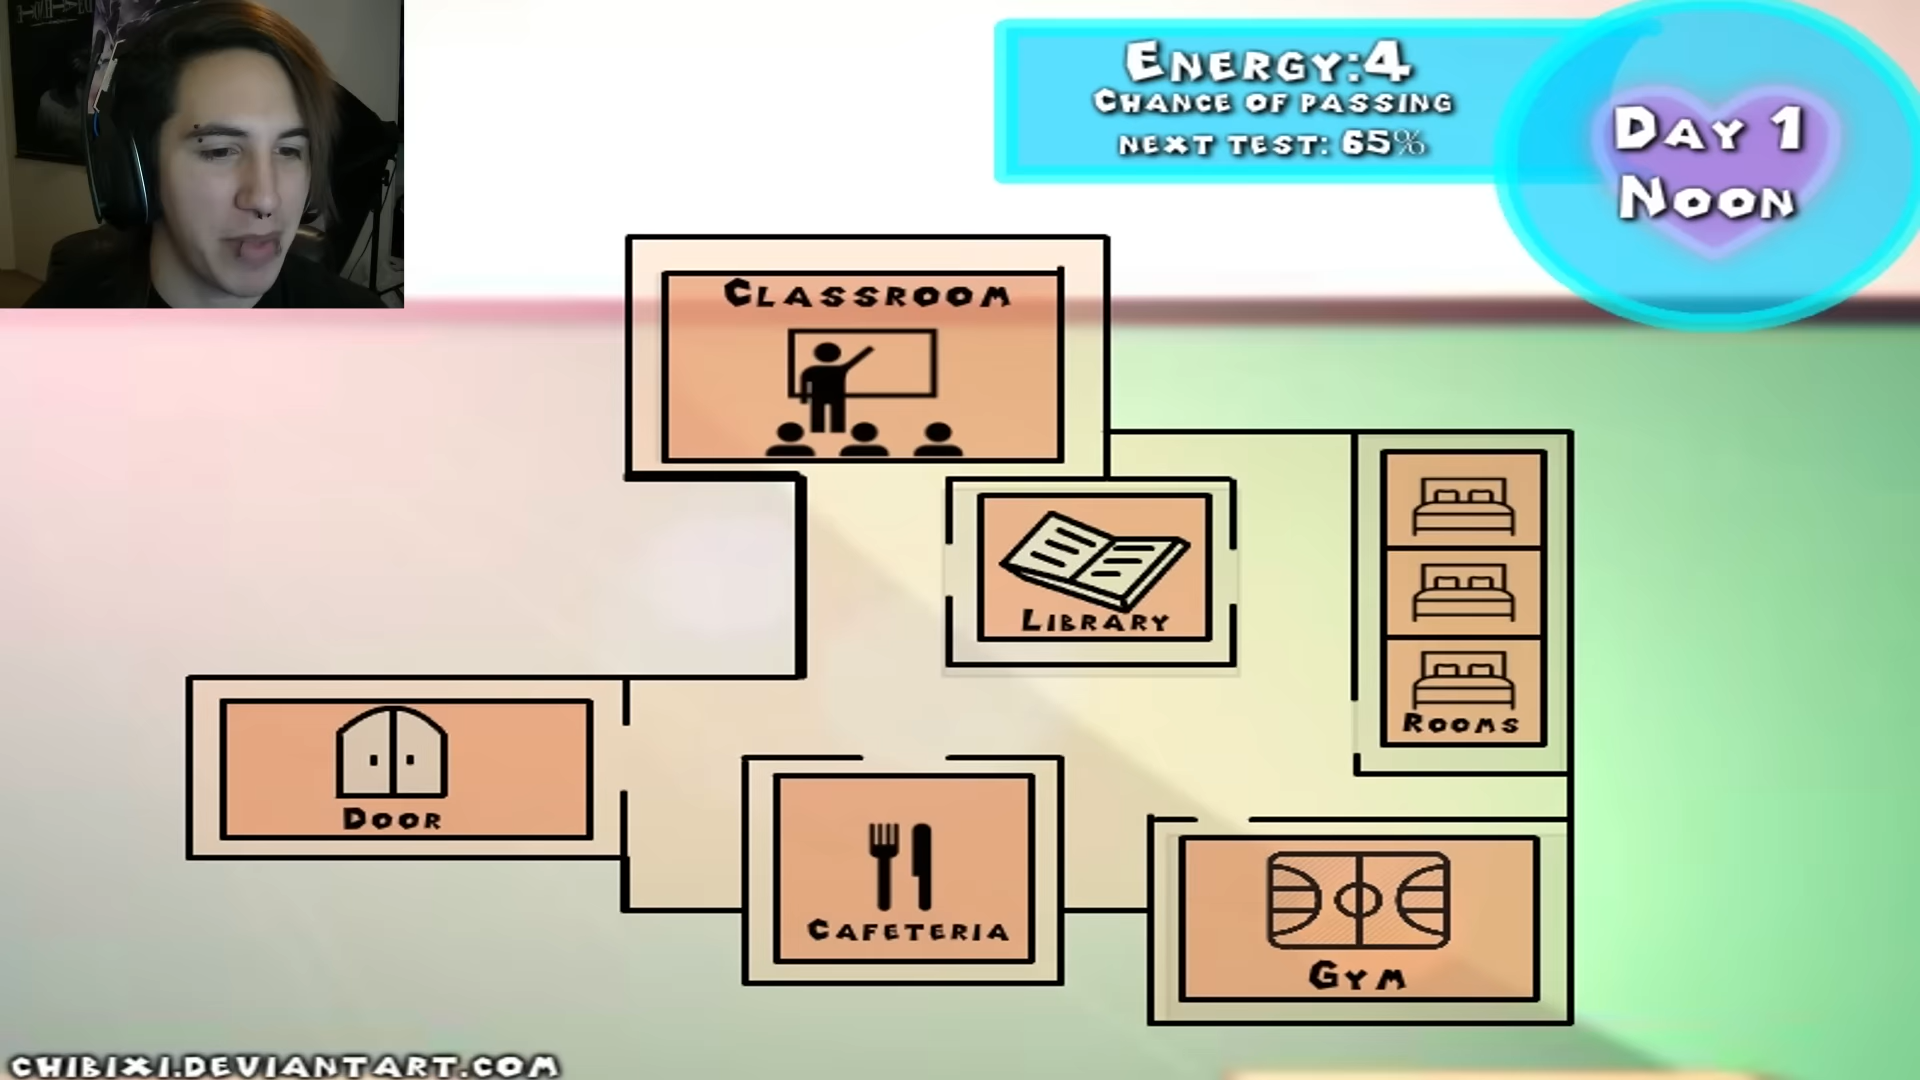 Energy:4
Chance of passing
next test: 65%
Day 1
Noon
Classroom
Library
Rooms
Door
Cafeteria
Gym
chibixi.deviantart.com